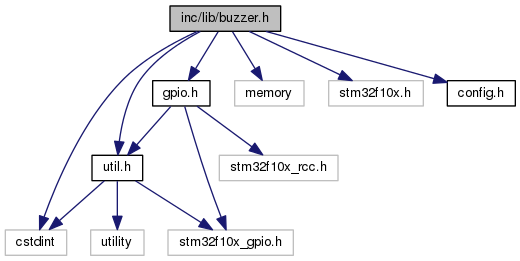 inc/lib/buzzer.h
gpio.h
memory
stm32f10x.h
config.h
util.h
stm32f10x_rcc.h
cstdint
utility
stm32f10x_gpio.h